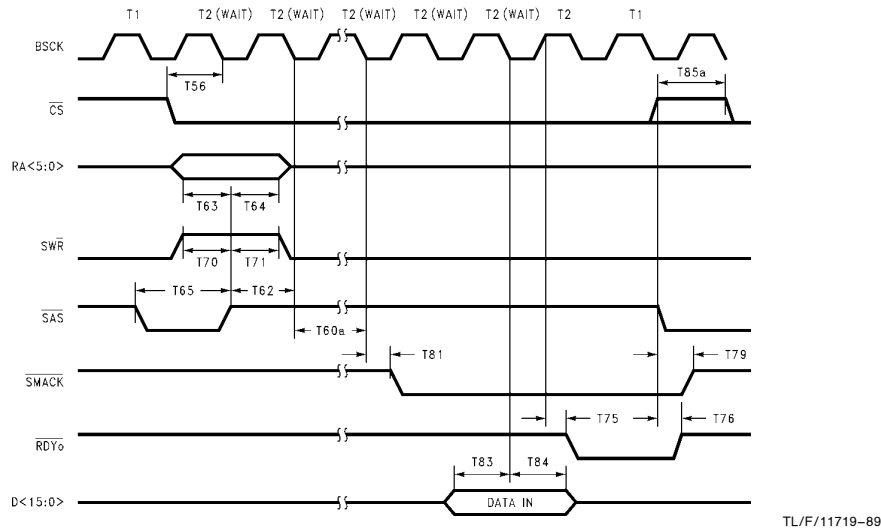 T1 T2 (WAIT) T2 (WAIT) T2 (WAIT) T2 (WAIT) T2 (WAIT) T2 T1
BSCK
T56
T85a
CS
RA<5:0>
T63 T64
SWR
T70 T71
T65 T62
SAS
T60a
T81 T79
SMACK
T75 T76
RDYo
T83 T84
D<15:0> DATA IN
TL/F/11719–89